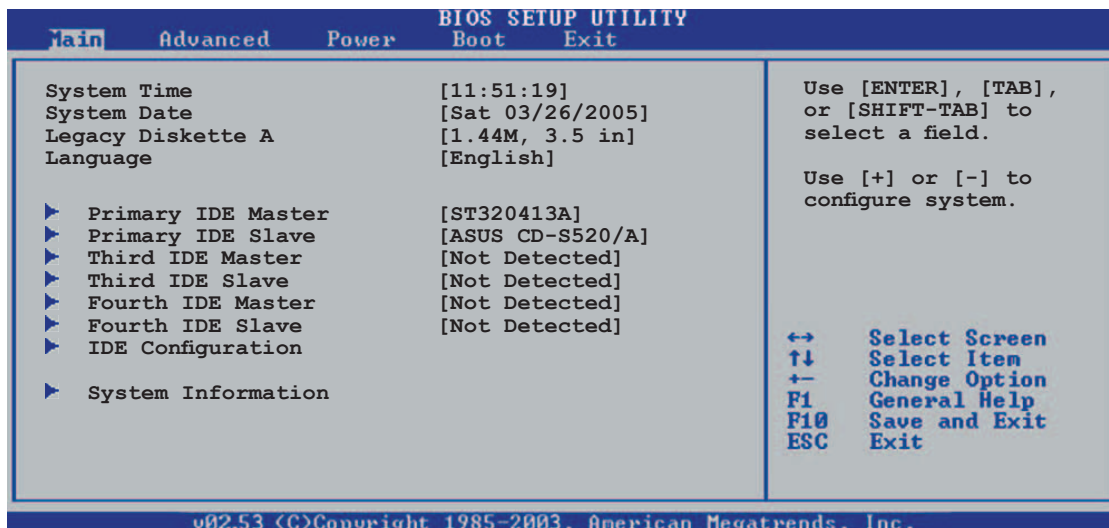 BIOS SETUP UTILITY
Main Advanced Power Boot Exit
System Time [11:51:19]
System Date [Sat 03/26/2005]
Legacy Diskette A [1.44M, 3.5 in]
Language [English]
Primary IDE Master [ST320413A]
Primary IDE Slave [ASUS CD-S520/A]
Third IDE Master [Not Detected]
Third IDE Slave [Not Detected]
Fourth IDE Master [Not Detected]
Fourth IDE Slave [Not Detected]
IDE Configuration
System Information
Use [ENTER], [TAB],
or [SHIFT-TAB] to
select a field.
Use [+] or [-] to
configure system.
←→ Select Screen
↑↓ Select Item
+- Change Option
F1 General Help
F10 Save and Exit
ESC Exit
v02.53 (C)Copyright 1985-2003, American Megatrends, Inc.